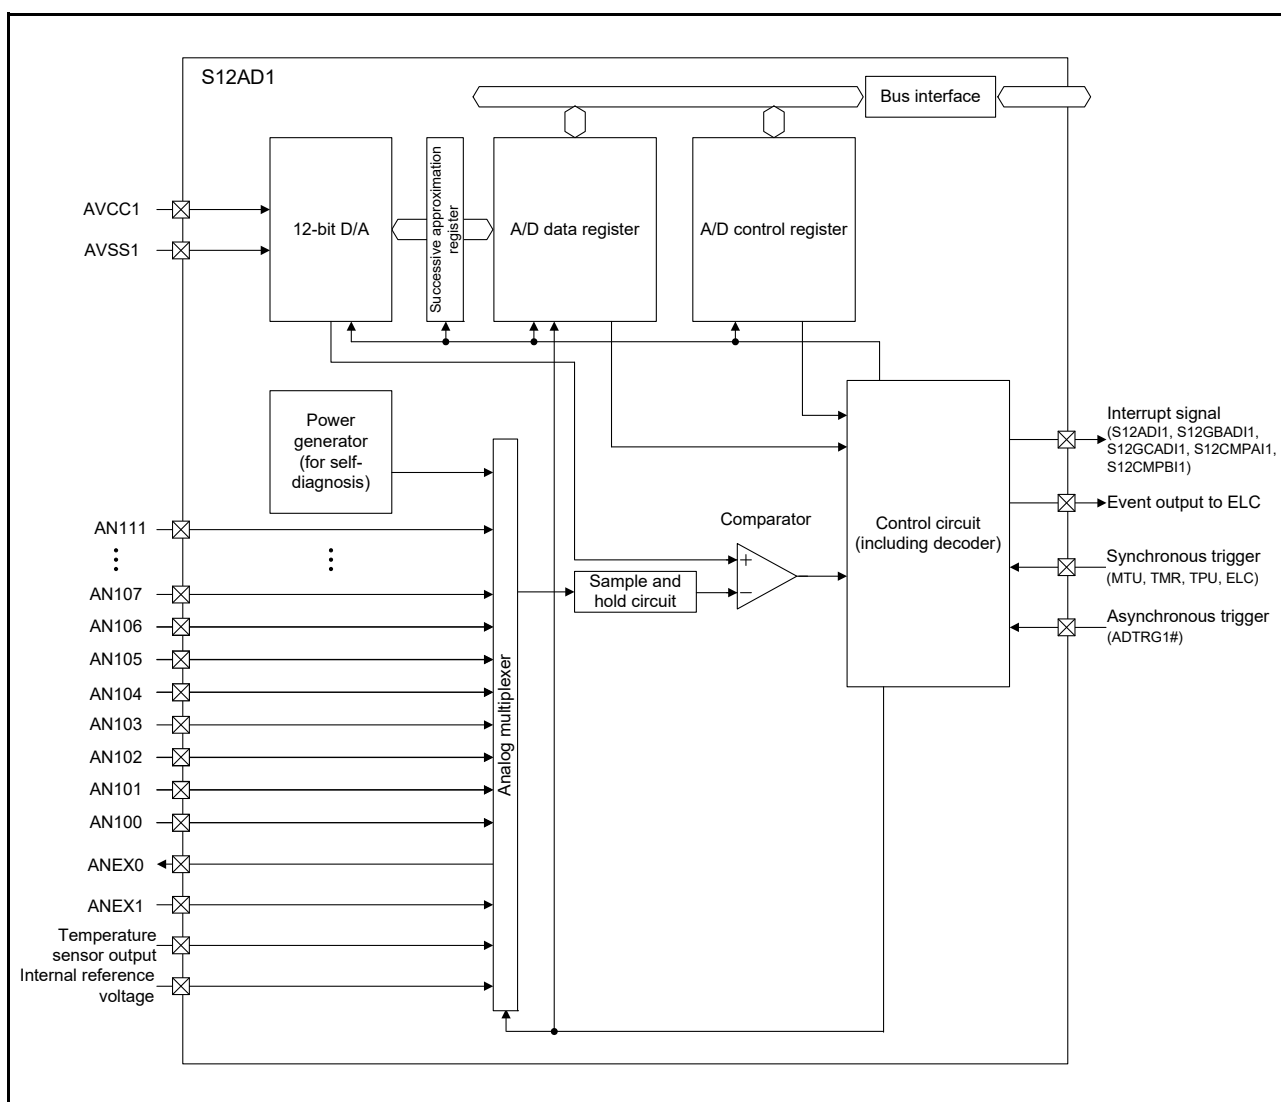 S12AD1
Bus interface
AVCC1
AVSS1
12-bit D/A
Successive approximation
register
A/D data register
A/D control register
Power
generator
(for self-
diagnosis)
Interrupt signal
(S12ADI1, S12GBADI1,
S12GCADI1, S12CMPAI1,
S12CMPBI1)
Event output to ELC
Synchronous trigger
(MTU, TMR, TPU, ELC)
Asynchronous trigger
(ADTRG1#)
Control circuit
(including decoder)
Comparator
+
−
Sample and
hold circuit
Analog multiplexer
AN111
AN107
AN106
AN105
AN104
AN103
AN102
AN101
AN100
ANEX0
ANEX1
Temperature
sensor output
Internal reference
voltage